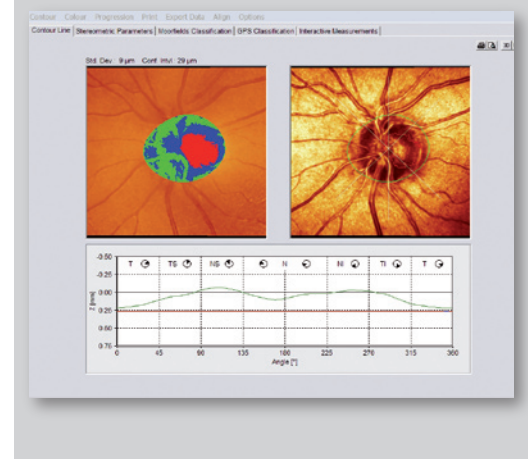 Contour Colour Progression Print Export Data Align Options
Contour Line Stereometric Parameters Moorfields Classification GPS Classification Interactive Measurements
3D
Std. Dev. 9 µm Cont. Invl. 29 µm
-0.50
T TS NS N NI TI T
-0.25
0.00
0.25
0.50
0.75
Z [mm]
0 45 90 135 180 225 270 315 360
Angle [°]